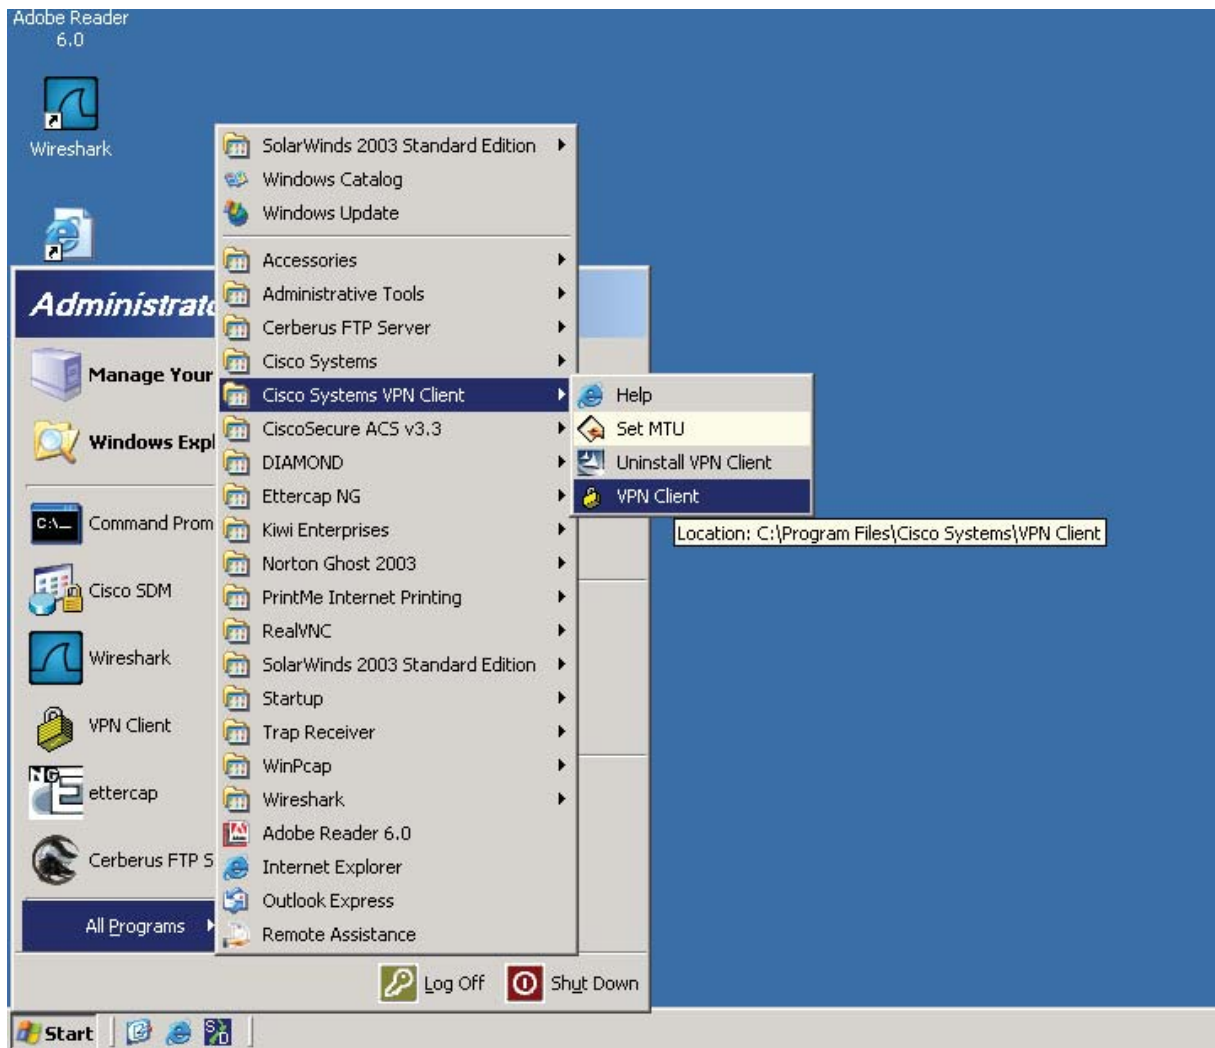 Adobe Reader
6.0
Wireshark
SolarWinds 2003 Standard Edition
Windows Catalog
Windows Update
Accessories
Administrative Tools
Cerberus FTP Server
Cisco Systems
Cisco Systems VPN Client
CiscoSecure ACS v3.3
DIAMOND
Ettercap NG
Kiwi Enterprises
Norton Ghost 2003
PrintMe Internet Printing
RealVNC
SolarWinds 2003 Standard Edition
Startup
Trap Receiver
WinPcap
Wireshark
Adobe Reader 6.0
Internet Explorer
Outlook Express
Remote Assistance
Help
Set MTU
Uninstall VPN Client
VPN Client
Location: C:\Program Files\Cisco Systems\VPN Client
Administrato
Manage Your
Windows Expl
C:\_
Command Prom
Cisco SDM
Wireshark
VPN Client
NG
ettercap
Cerberus FTP S
All Programs
Log Off
Shut Down
Start